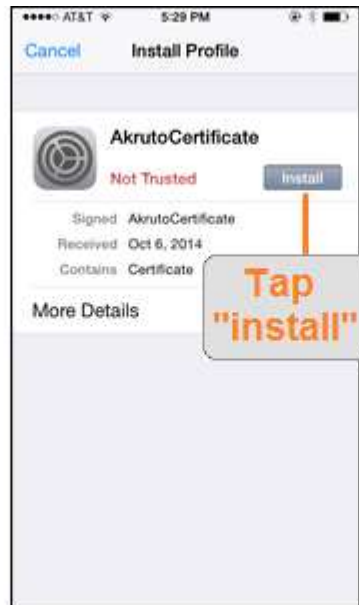 AT&T 5:29 PM
Cancel Install Profile
AkrutoCertificate
Not Trusted Install
Signed AkrutoCertificate
Received Oct 6, 2014
Contains Certificate
More Details
Tap
"install"